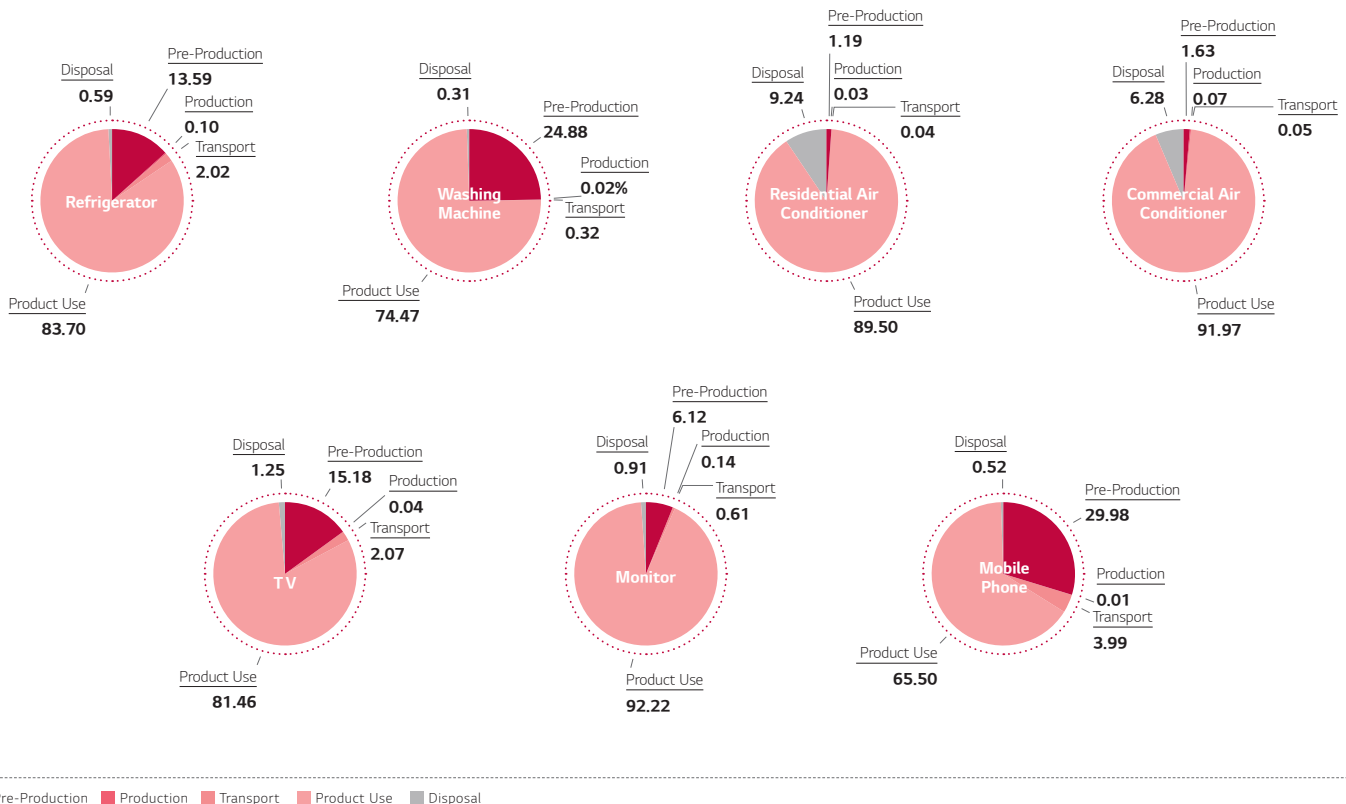 Disposal
0.59
Pre-Production
13.59
Production
0.10
Transport
2.02
Refrigerator
Product Use
83.70
Disposal
0.31
Pre-Production
24.88
Production
0.02%
Transport
0.32
Washing
Machine
Product Use
74.47
Pre-Production
1.19
Disposal
9.24
Production
0.03
Transport
0.04
Residential Air
Conditioner
Product Use
89.50
Pre-Production
1.63
Disposal
6.28
Production
0.07
Transport
0.05
Commercial Air
Conditioner
Product Use
91.97
Disposal
1.25
Pre-Production
15.18
Production
0.04
Transport
2.07
TV
Product Use
81.46
Pre-Production
6.12
Disposal
0.91
Production
0.14
Transport
0.61
Monitor
Product Use
92.22
Disposal
0.52
Pre-Production
29.98
Production
0.01
Transport
3.99
Mobile
Phone
Product Use
65.50
Pre-Production Production Transport Product Use Disposal